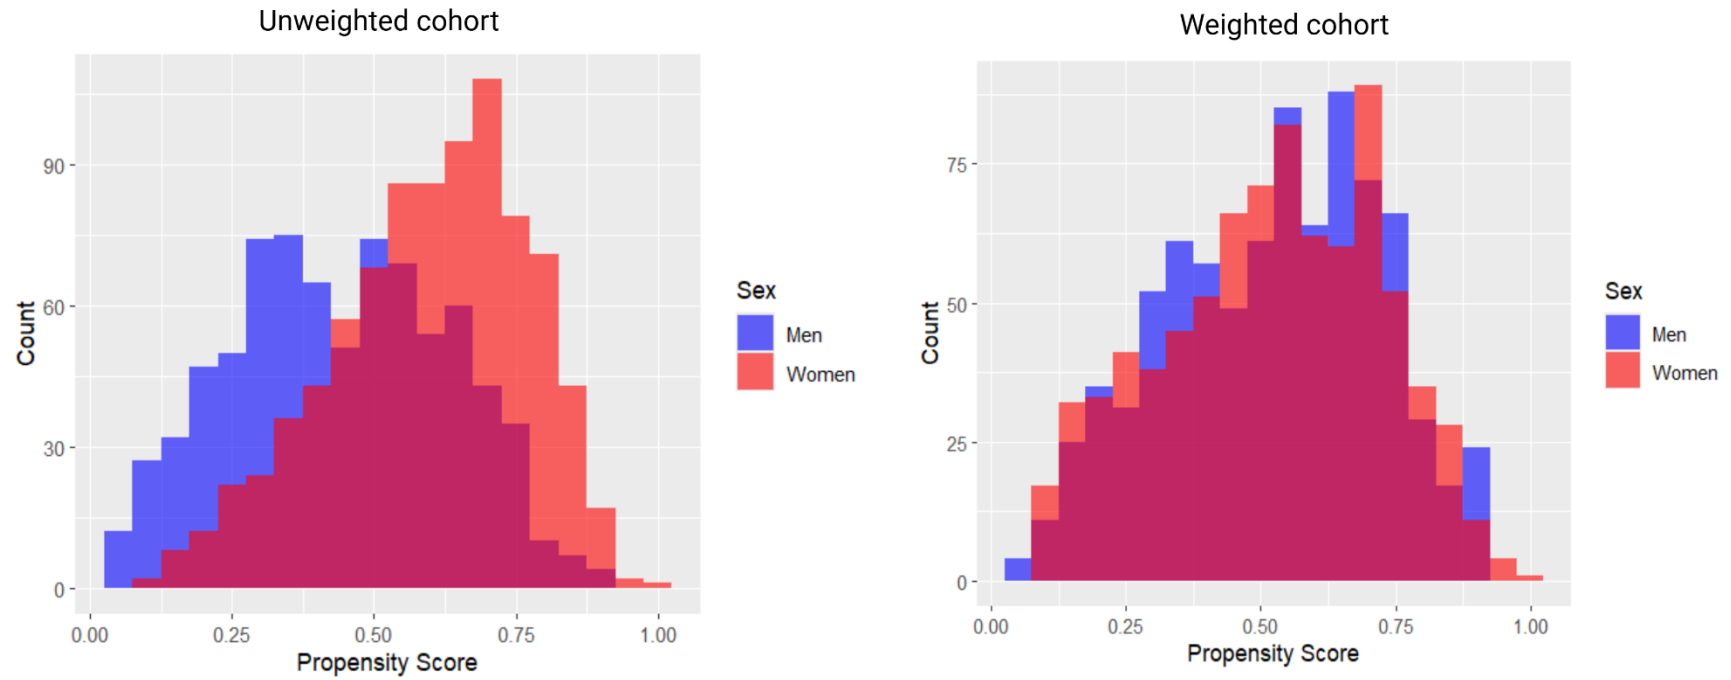 Unweighted cohort
Count
90
60
30
0
0.00 0.25 0.50 0.75 1.00
Propensity Score
Sex
Men
Women
Weighted cohort
Count
75
50
25
0
0.00 0.25 0.50 0.75 1.00
Propensity Score
Sex
Men
Women